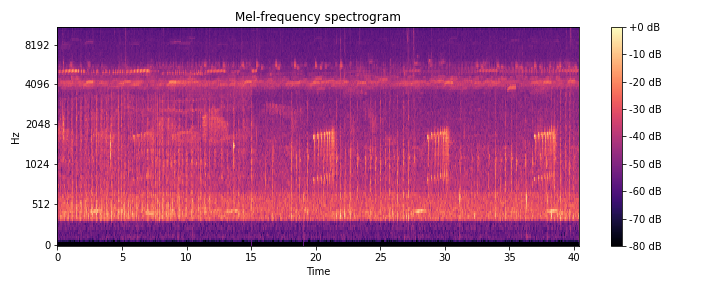 Mel-frequency spectrogram
8192
4096
2048
1024
512
0
Hz
0 5 10 15 20 25 30 35 40
Time
+0 dB
-10 dB
-20 dB
-30 dB
-40 dB
-50 dB
-60 dB
-70 dB
-80 dB